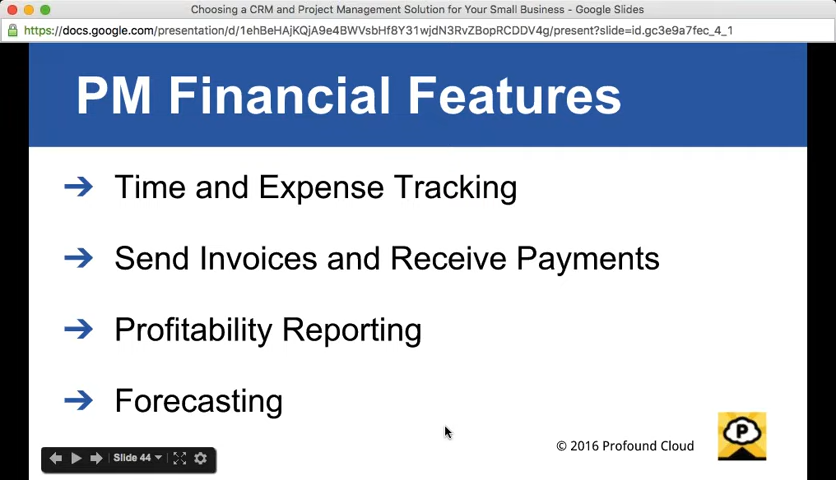 Choosing a CRM and Project Management Solution for Your Small Business - Google Slides
https://docs.google.com/presentation/d/1ehBeHAjKQjA9e4BWVsbHf8Y31wjdN3RvZBopRCDDV4g/present?slide=id.gc3e9a7fec_4_1
PM Financial Features
➔ Time and Expense Tracking
➔ Send Invoices and Receive Payments
➔ Profitability Reporting
➔ Forecasting
© 2016 Profound Cloud
P
Slide 44